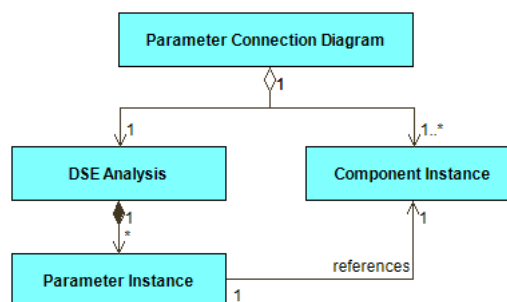 Parameter Connection Diagram
1
1
1..*
DSE Analysis
Component Instance
1
1
*
references
Parameter Instance
1